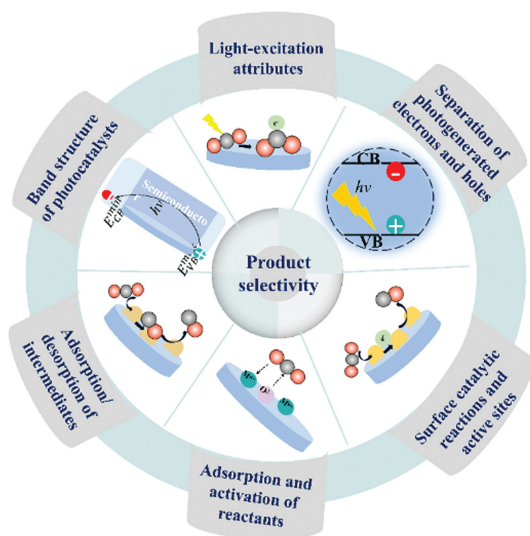 Light-excitation
attributes
Separation of
photogenerated
electrons and holes
Band structure
of photocatalysts
CB
hν
VB
Semiconducto
hν
Product
selectivity
Adsorption/
desorption of
intermediates
Surface catalytic
reactions and
active sites
Adsorption and
activation of
reactants